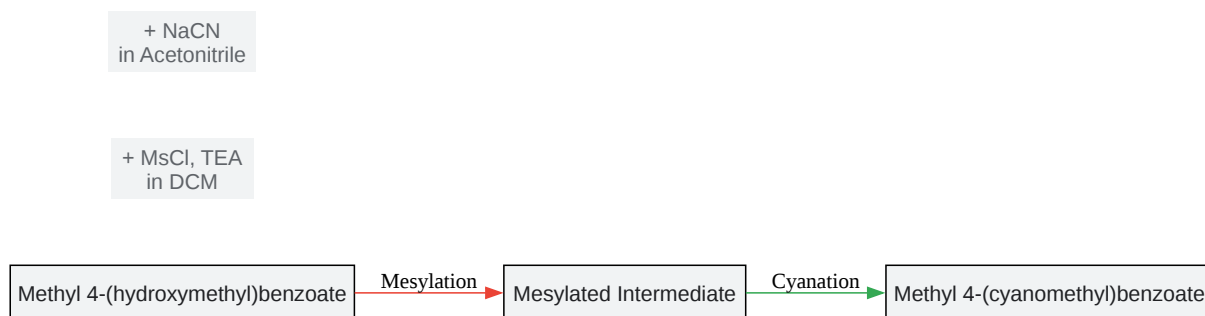 + NaCN
in Acetonitrile
+ MsCl, TEA
in DCM
Methyl 4-(hydroxymethyl)benzoate
Mesylation
Mesylated Intermediate
Cyanation
Methyl 4-(cyanomethyl)benzoate